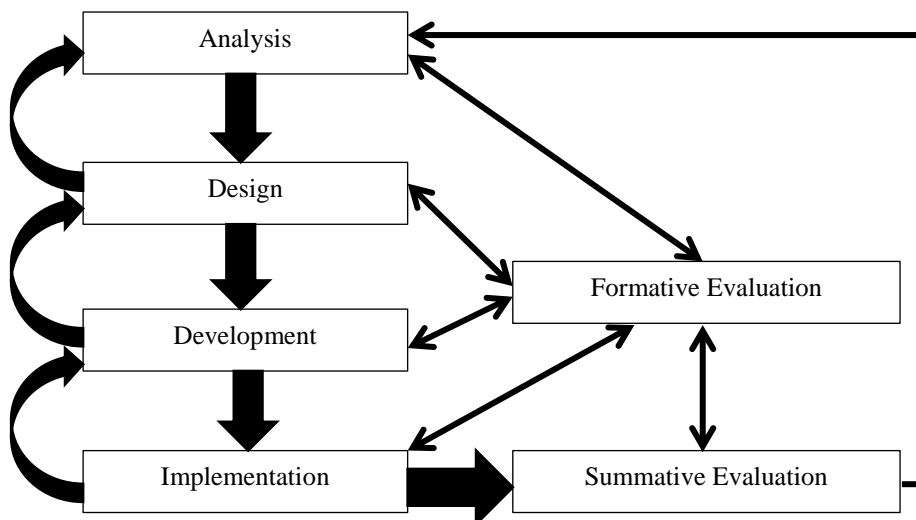 Analysis
Design
Formative Evaluation
Development
Implementation
Summative Evaluation